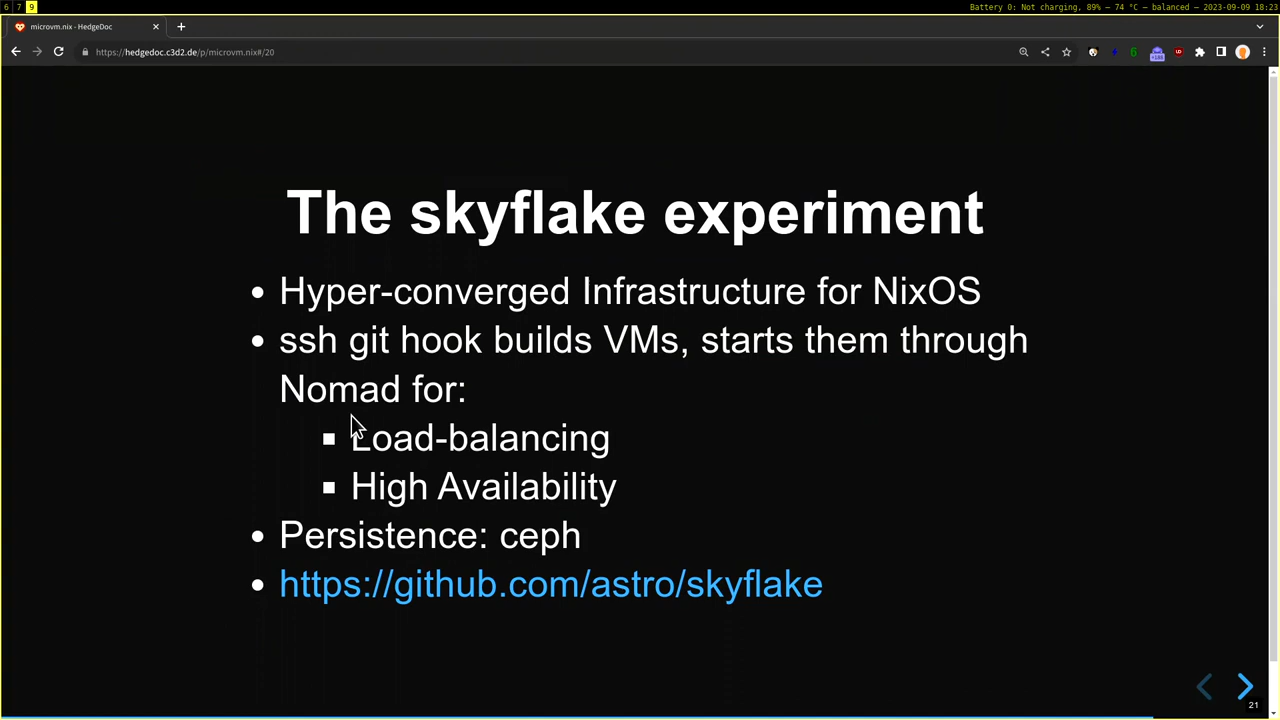 6 7 9
Battery 0: Not charging, 89% — 74 °C — balanced — 2023-09-09 18:23
microvm.nix - HedgeDoc
https://hedgedoc.c3d2.de/p/microvm.nix#/20
The skyflake experiment
Hyper-converged Infrastructure for NixOS
ssh git hook builds VMs, starts them through
Nomad for:
Load-balancing
High Availability
Persistence: ceph
https://github.com/astro/skyflake
21